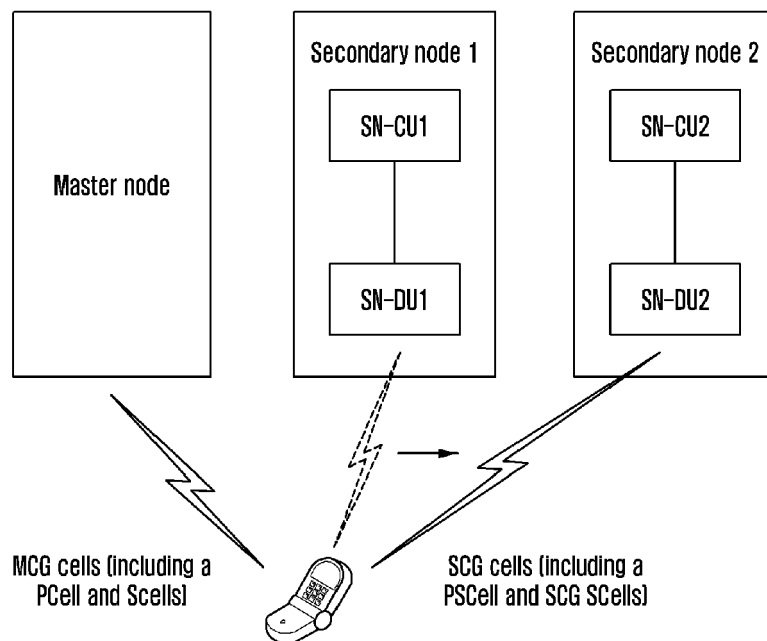 Master node
Secondary node 1
SN-CU1
SN-DU1
Secondary node 2
SN-CU2
SN-DU2
MCG cells (including a
PCell and Scells)
SCG cells (including a
PSCell and SCG SCells)